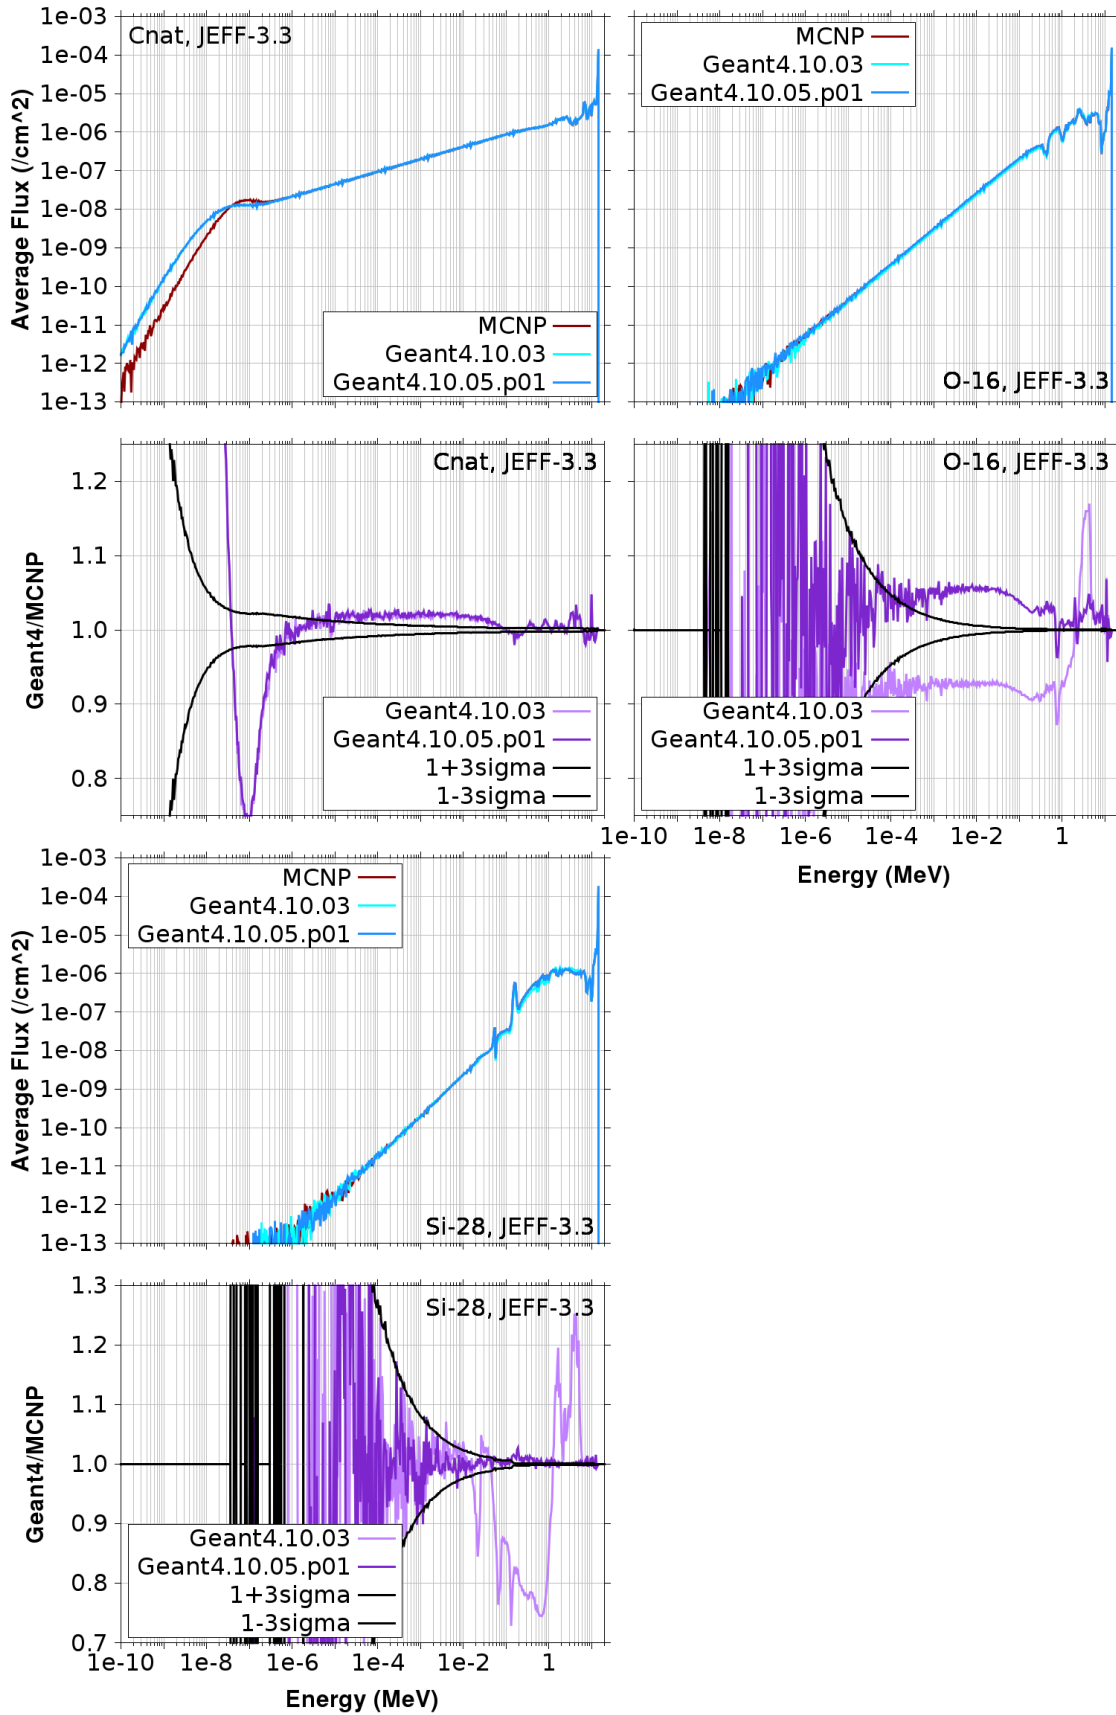 1e-03
1e-04
1e-05
1e-06
1e-07
1e-08
1e-09
1e-10
1e-11
1e-12
1e-13
Average Flux (/cm^2)
Cnat, JEFF-3.3
MCNP
Geant4.10.03
Geant4.10.05.p01
MCNP
Geant4.10.03
Geant4.10.05.p01
O-16, JEFF-3.3
1.2
1.1
1.0
0.9
0.8
Geant4/MCNP
Cnat, JEFF-3.3
Geant4.10.03
Geant4.10.05.p01
1+3sigma
1-3sigma
O-16, JEFF-3.3
Geant4.10.03
Geant4.10.05.p01
1+3sigma
1-3sigma
1e-10 1e-8 1e-6 1e-4 1e-2 1
Energy (MeV)
1e-03
1e-04
1e-05
1e-06
1e-07
1e-08
1e-09
1e-10
1e-11
1e-12
1e-13
Average Flux (/cm^2)
MCNP
Geant4.10.03
Geant4.10.05.p01
Si-28, JEFF-3.3
1.3
1.2
1.1
1.0
0.9
0.8
0.7
Geant4/MCNP
Si-28, JEFF-3.3
Geant4.10.03
Geant4.10.05.p01
1+3sigma
1-3sigma
1e-10 1e-8 1e-6 1e-4 1e-2 1
Energy (MeV)